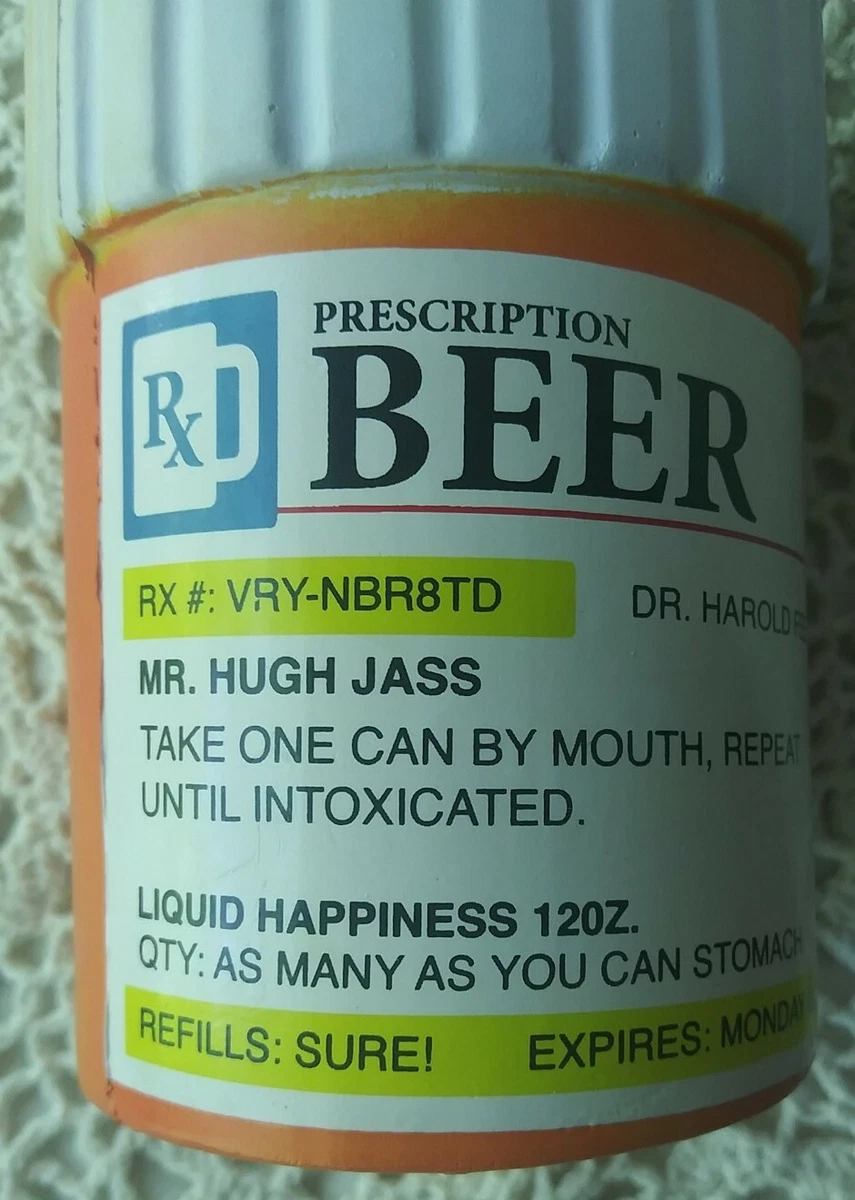 Rx
PRESCRIPTION
BEER
RX #: VRY-NBR8TD
DR. HAROLD
MR. HUGH JASS
TAKE ONE CAN BY MOUTH, REPEAT
UNTIL INTOXICATED.
LIQUID HAPPINESS 12OZ.
QTY: AS MANY AS YOU CAN STOMACH
REFILLS: SURE! EXPIRES: MONDAY